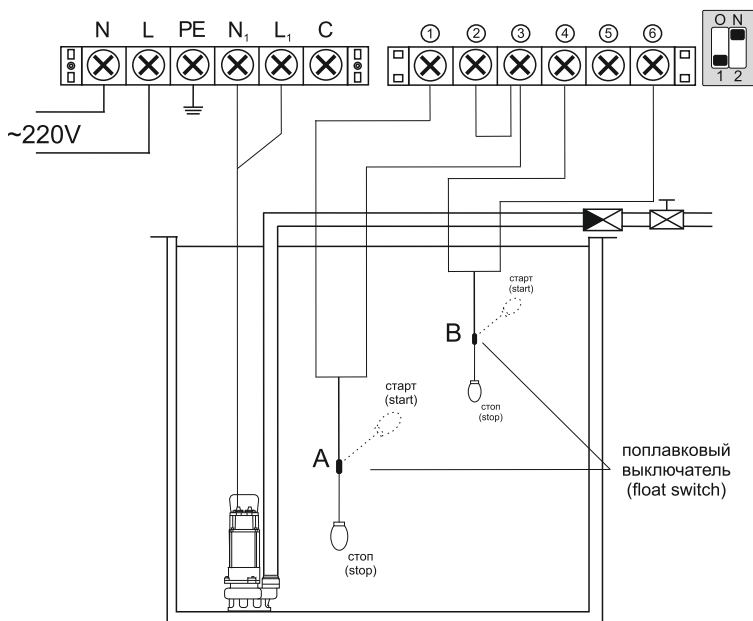 N L PE N₁ L₁ C
① ② ③ ④ ⑤ ⑥
O N
1 2
~220V
старт
(start)
B
стоп
(stop)
старт
(start)
A
стоп
(stop)
поплавковый
выключатель
(float switch)